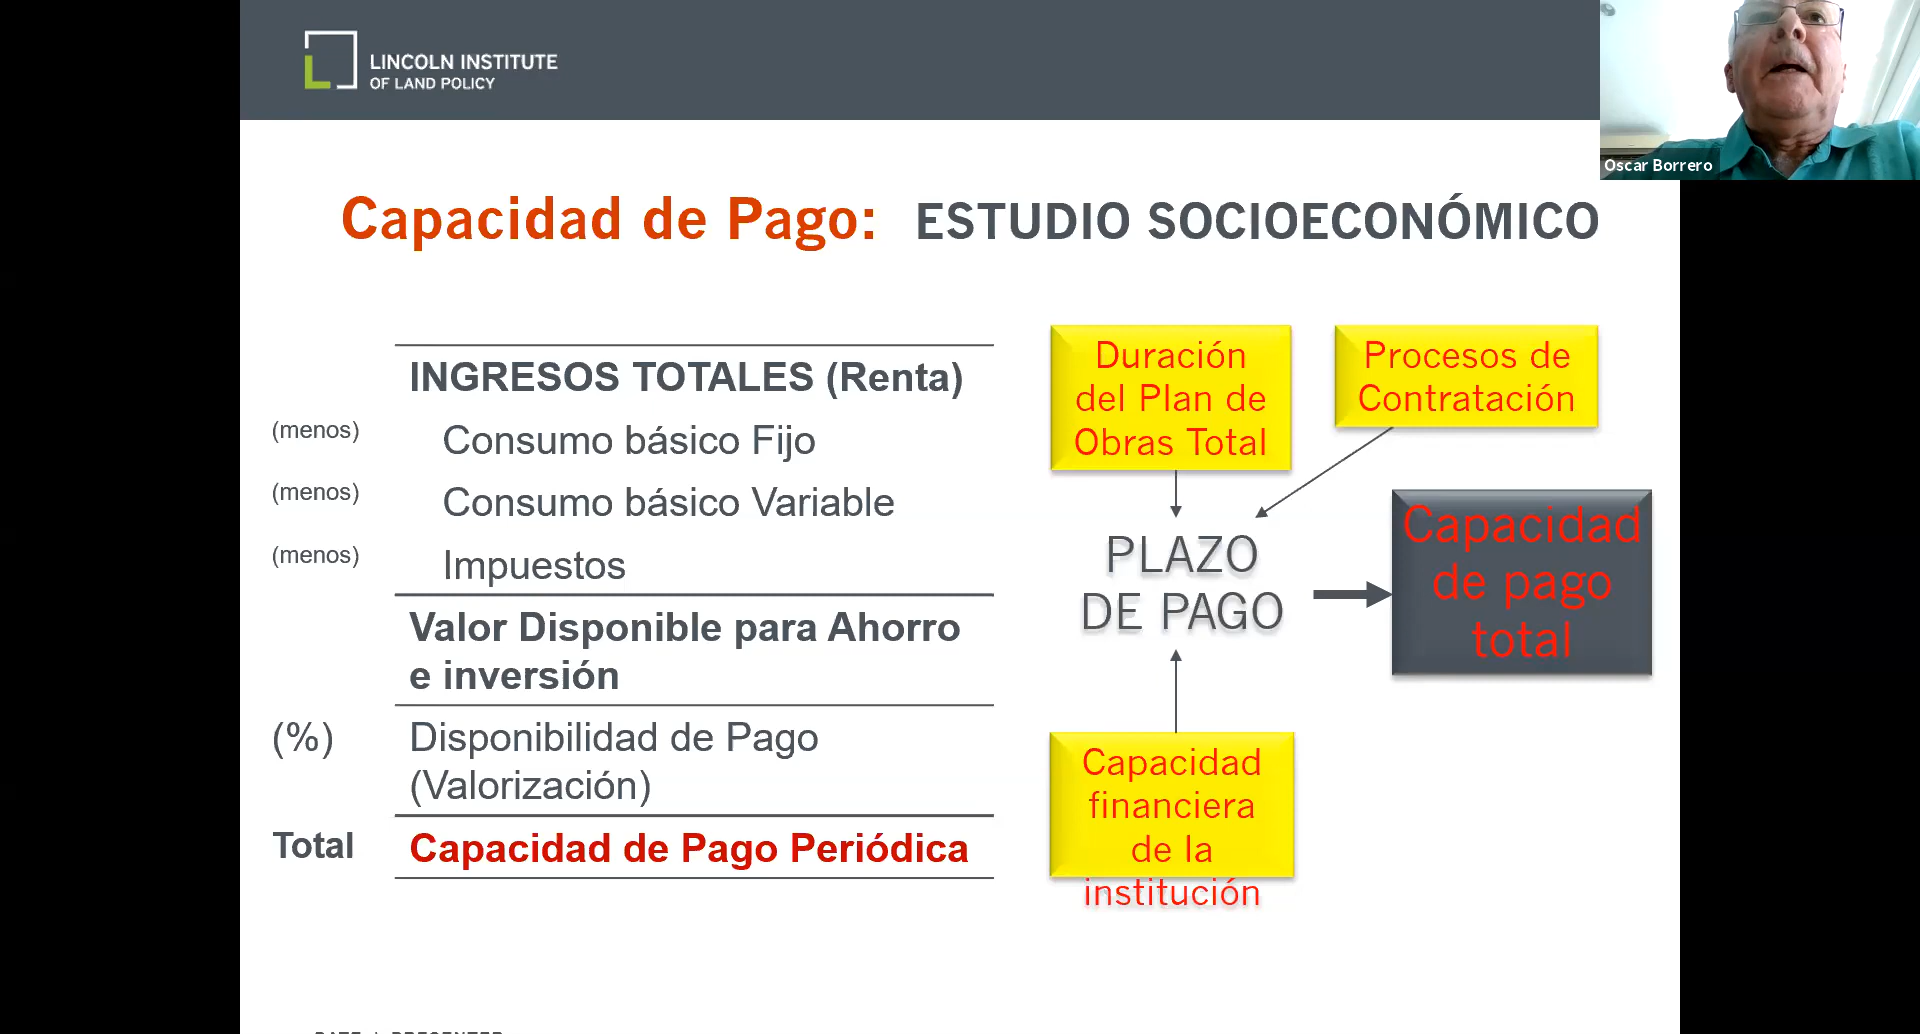 LINCOLN INSTITUTE
OF LAND POLICY
Oscar Borrero
Capacidad de Pago: ESTUDIO SOCIOECONÓMICO
INGRESOS TOTALES (Renta)
(menos) Consumo básico Fijo
(menos) Consumo básico Variable
(menos) Impuestos
Valor Disponible para Ahorro
e inversión
(%) Disponibilidad de Pago
(Valorización)
Total Capacidad de Pago Periódica
Duración
del Plan de
Obras Total
Procesos de
Contratación
PLAZO
DE PAGO
Capacidad
de pago
total
Capacidad
financiera
de la
institución